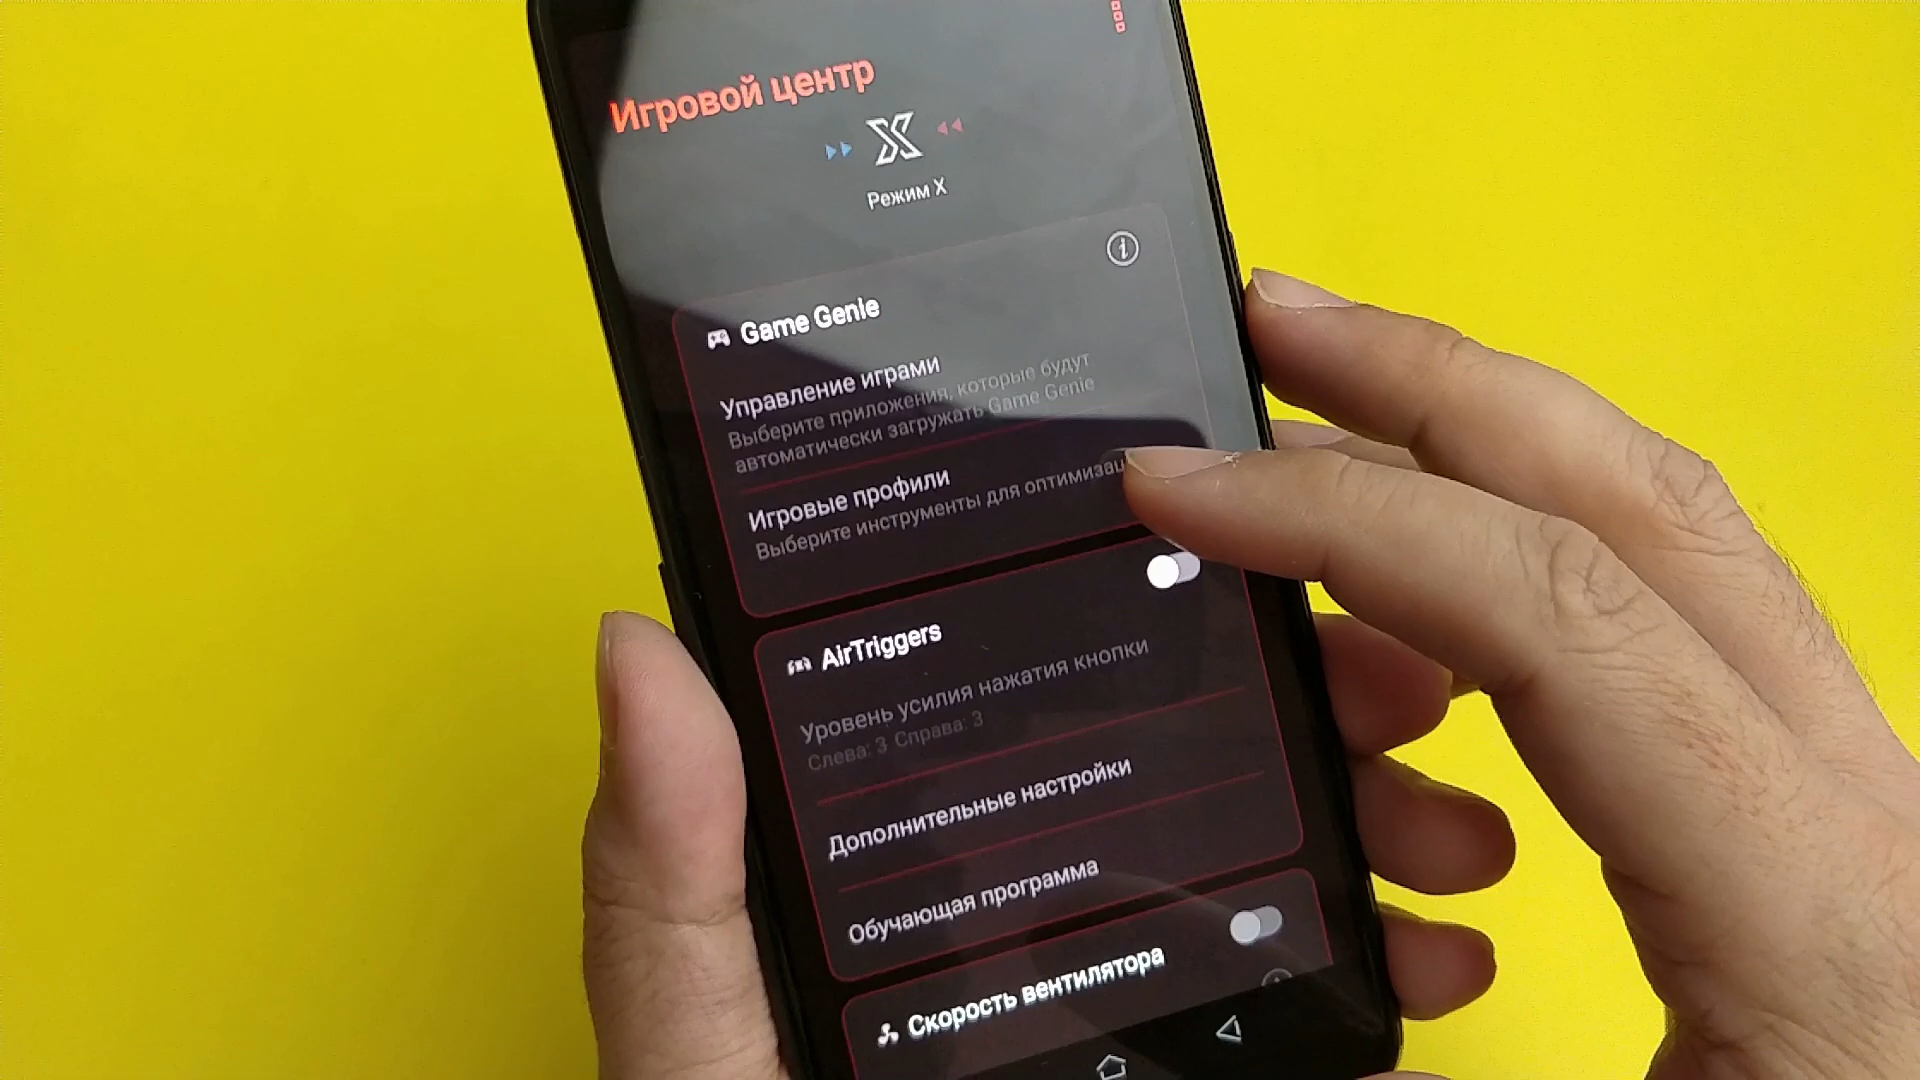 Игровой центр
X
Режим X
Game Genie
Управление играми
Выберите приложения, которые будут
автоматически загружать Game Genie
Игровые профили
Выберите инструменты для
AirTriggers
Уровень усилия нажатия кнопки
Слева: 3 Справа: 3
Дополнительные настройки
Обучающая программа
Скорость вентилятора